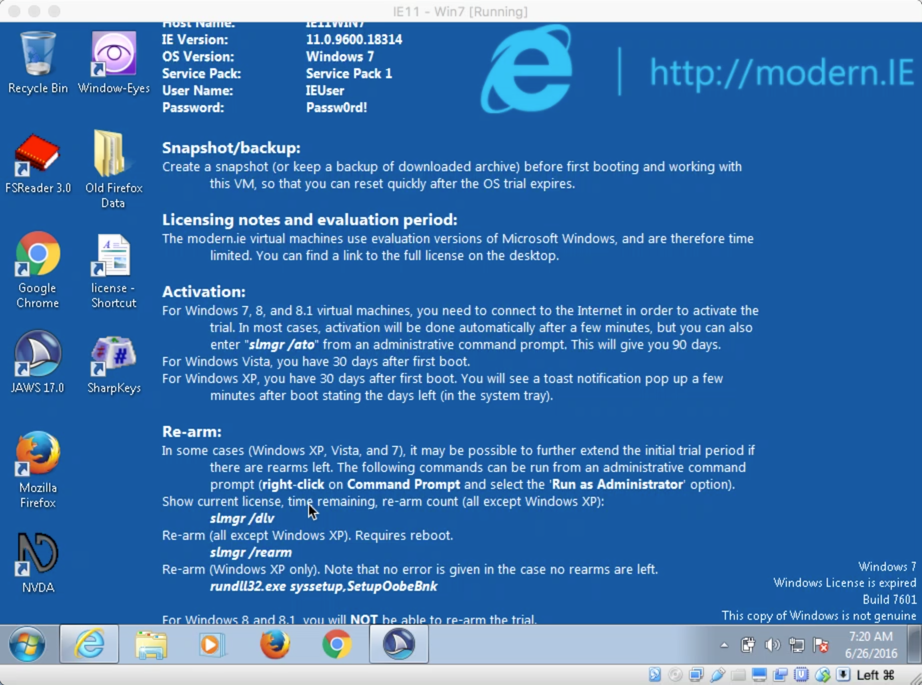 IE11 - Win7 [Running]
Host Name: IE11WIN7
IE Version: 11.0.9600.18314
OS Version: Windows 7
Service Pack: Service Pack 1
User Name: IEUser
Password: Passw0rd!
http://modern.IE
Recycle Bin
Window-Eyes
FSReader 3.0
Old Firefox
Data
Google
Chrome
license -
Shortcut
JAWS 17.0
SharpKeys
Mozilla
Firefox
NVDA
Snapshot/backup:
Create a snapshot (or keep a backup of downloaded archive) before first booting and working with
this VM, so that you can reset quickly after the OS trial expires.
Licensing notes and evaluation period:
The modern.ie virtual machines use evaluation versions of Microsoft Windows, and are therefore time
limited. You can find a link to the full license on the desktop.
Activation:
For Windows 7, 8, and 8.1 virtual machines, you need to connect to the Internet in order to activate the
trial. In most cases, activation will be done automatically after a few minutes, but you can also
enter "slmgr /ato" from an administrative command prompt. This will give you 90 days.
For Windows Vista, you have 30 days after first boot.
For Windows XP, you have 30 days after first boot. You will see a toast notification pop up a few
minutes after boot stating the days left (in the system tray).
Re-arm:
In some cases (Windows XP, Vista, and 7), it may be possible to further extend the initial trial period if
there are rearms left. The following commands can be run from an administrative command
prompt (right-click on Command Prompt and select the 'Run as Administrator' option).
Show current license, time remaining, re-arm count (all except Windows XP):
slmgr /dlv
Re-arm (all except Windows XP). Requires reboot.
slmgr /rearm
Re-arm (Windows XP only). Note that no error is given in the case no rearms are left.
rundll32.exe syssetup,SetupOobeBnk
For Windows 8 and 8.1, you will NOT be able to re-arm the trial.
Windows 7
Windows License is expired
Build 7601
This copy of Windows is not genuine
7:20 AM
6/26/2016
Left ⌘